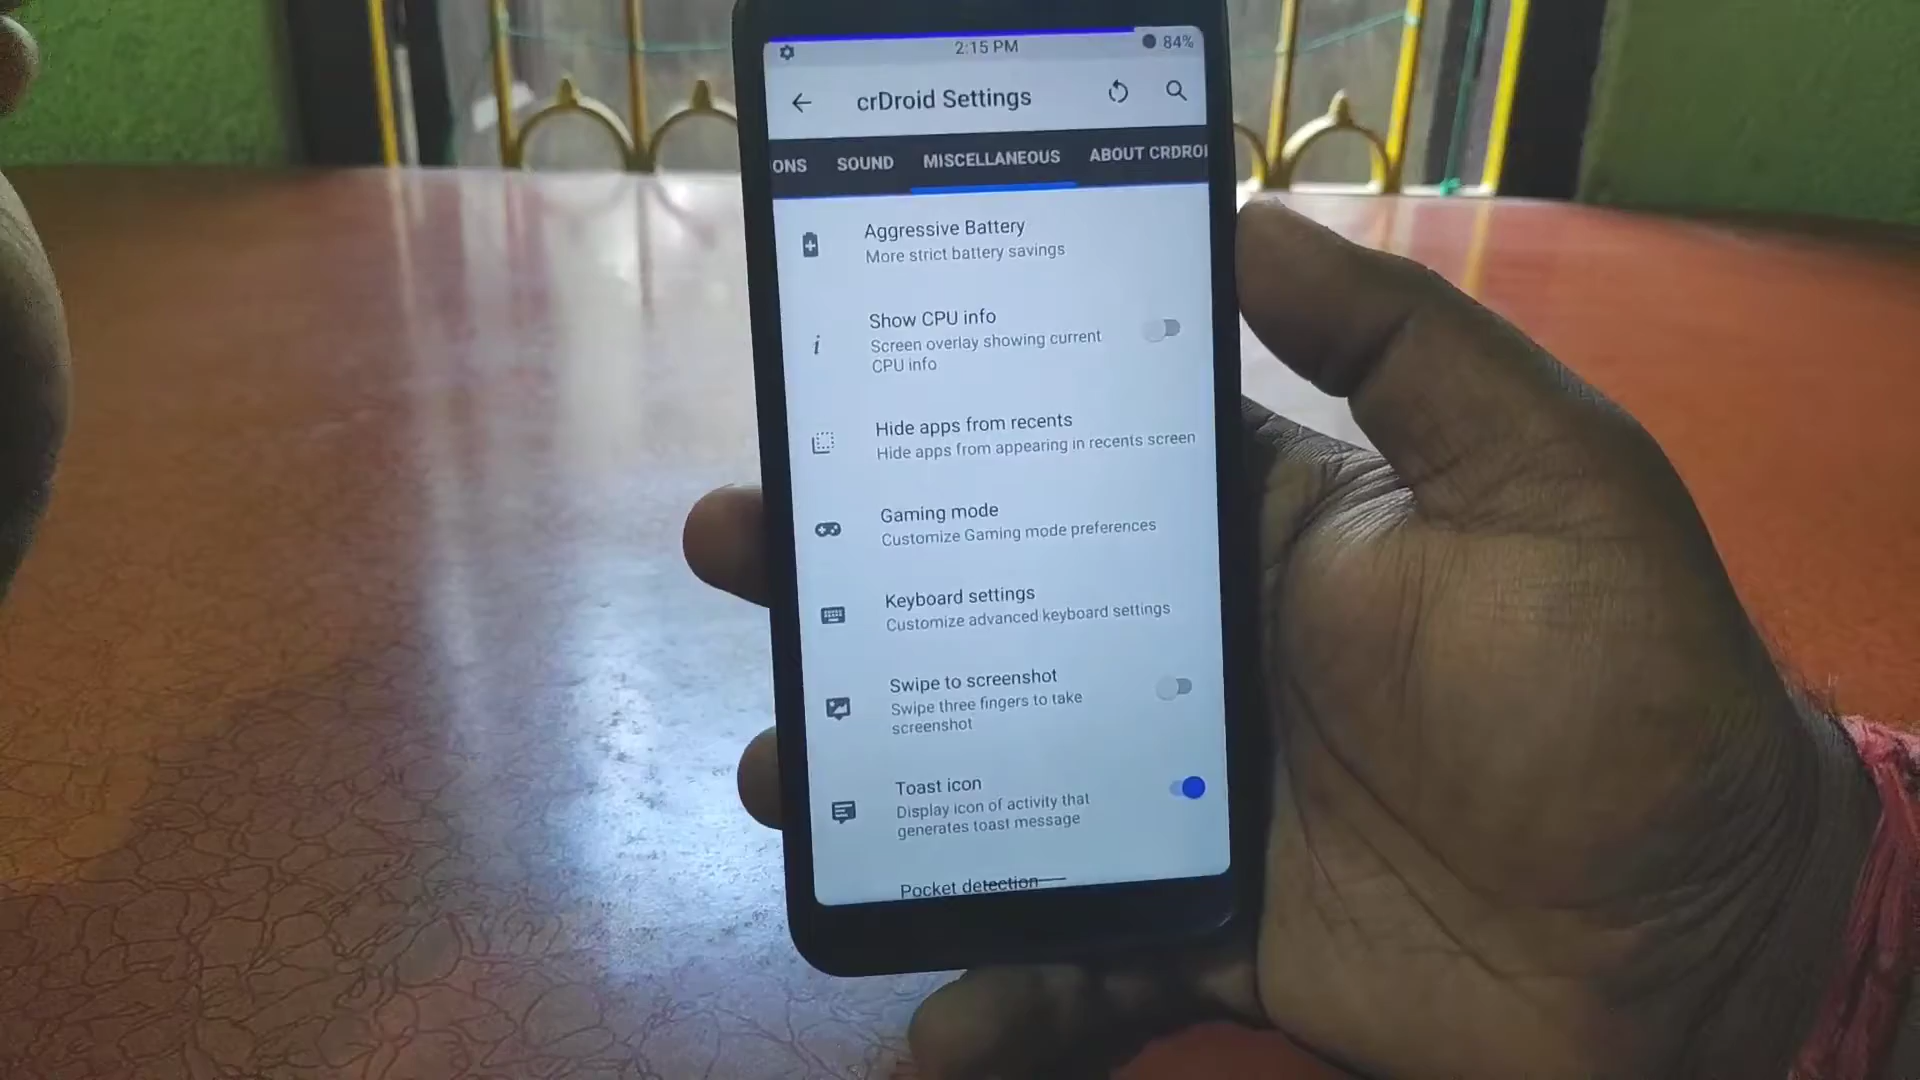 2:15 PM
84%
crDroid Settings
ONS SOUND MISCELLANEOUS ABOUT CRDROI
Aggressive Battery
More strict battery savings
Show CPU info
Screen overlay showing current
CPU info
Hide apps from recents
Hide apps from appearing in recents screen
Gaming mode
Customize Gaming mode preferences
Keyboard settings
Customize advanced keyboard settings
Swipe to screenshot
Swipe three fingers to take
screenshot
Toast icon
Display icon of activity that
generates toast message
Pocket detection